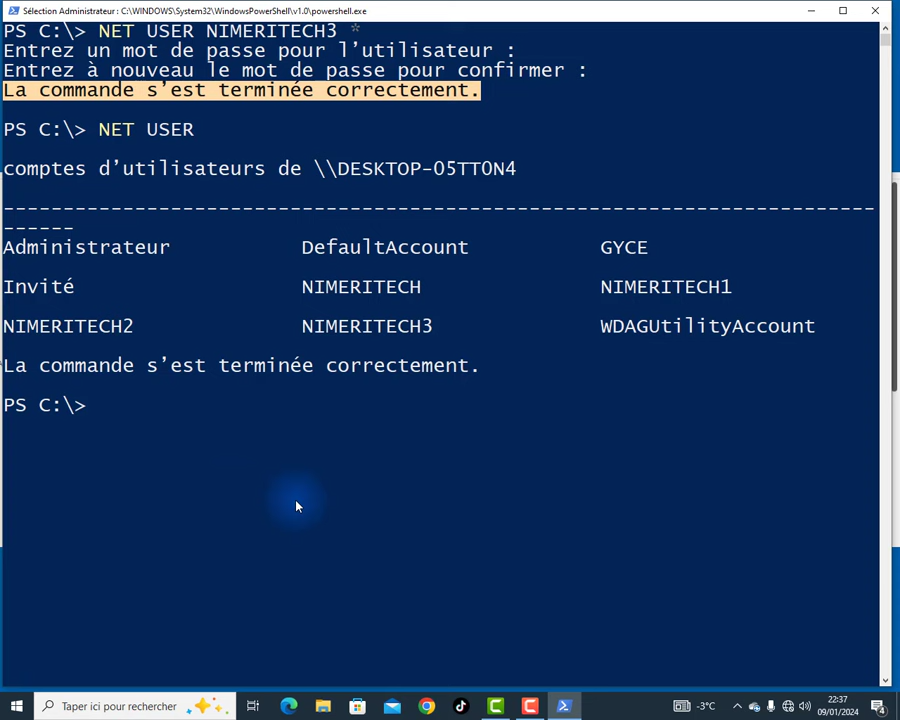 Sélection Administrateur : C:\WINDOWS\System32\WindowsPowerShell\v1.0\powershell.exe
PS C:\> NET USER NIMERITECH3 *
Entrez un mot de passe pour l'utilisateur :
Entrez à nouveau le mot de passe pour confirmer :
La commande s'est terminée correctement.
PS C:\> NET USER
comptes d'utilisateurs de \\DESKTOP-O5TT0N4
-------------------------------------------------------------------------
------
Administrateur DefaultAccount GYCE
Invité NIMERITECH NIMERITECH1
NIMERITECH2 NIMERITECH3 WDAGUtilityAccount
La commande s'est terminée correctement.
PS C:\>
Taper ici pour rechercher
-3°C
22:37
09/01/2024
4